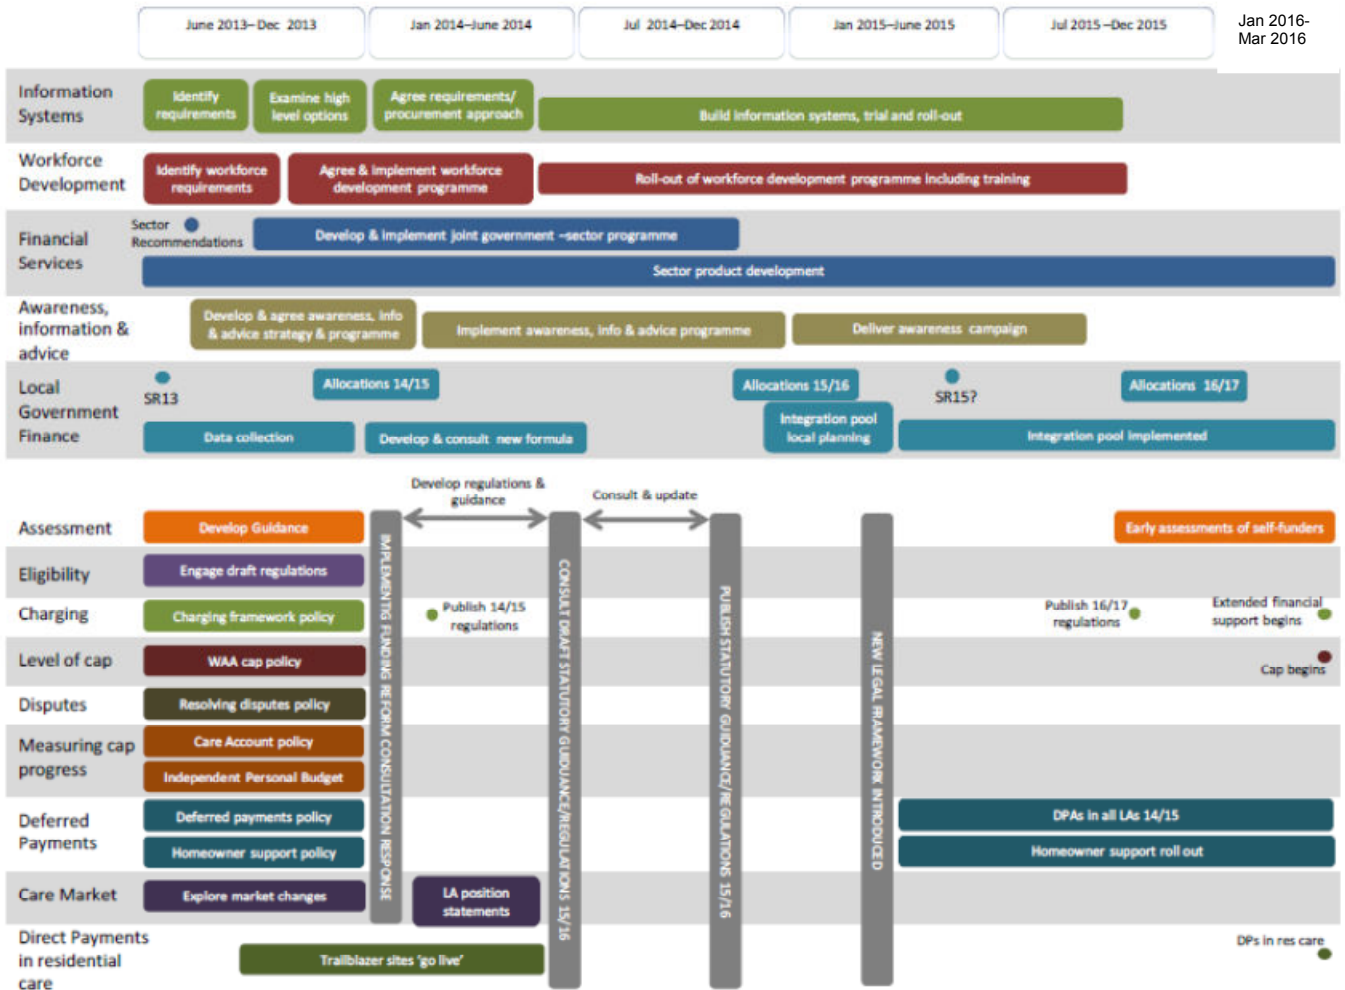 June 2013– Dec  2013
Jan 2014–June 2014
Jul  2014–Dec 2014
Jan 2015–June 2015
Jul 2015 –Dec 2015
Jan 2016-
Mar 2016
Information
Systems
Identify
requirements
Examine high
level options
Agree requirements/
procurement approach
Build information systems, trial and roll-out
Workforce
Development
Identify workforce
requirements
Agree & implement workforce
development programme
Roll-out of workforce development programme including training
Financial
Services
Sector
Recommendations
Develop & implement joint government –sector programme
Sector product development
Awareness,
information &
advice
Develop & agree awareness, info
& advice strategy & programme
Implement awareness, info & advice programme
Deliver awareness  campaign
Local
Government
Finance
SR13
Allocations 14/15
Allocations 15/16
SR15?
Allocations  16/17
Data collection
Develop & consult  new formula
Integration pool
local planning
Integration pool implemented
Develop regulations &
guidance
Consult & update
Assessment
Develop Guidance
Early assessments of self-funders
Eligibility
Engage draft regulations
Charging
Charging framework policy
Publish 14/15
regulations
Publish 16/17
regulations
Extended financial
support begins
Level of cap
WAA cap policy
Cap begins
Disputes
Resolving disputes policy
Measuring cap
progress
Care Account policy
Independent Personal Budget
Deferred
Payments
Deferred payments policy
Homeowner support policy
DPAs in all LAs 14/15
Homeowner support roll out
Care Market
Explore market changes
LA position
statements
Direct Payments
in residential
care
Trailblazer sites 'go live'
DPs in res care
IMPLEMENTIG FUNDING REFORM CONSULTATION RESPONSE
CONSULT DRAFT STATUTORY GUIDUANCE/REGULATIONS 15/16
PUBLISH STATUTORY GUIDUANCE/REGULATIONS 15/16
NEW LEGAL FRAMEWORK INTRODUCED